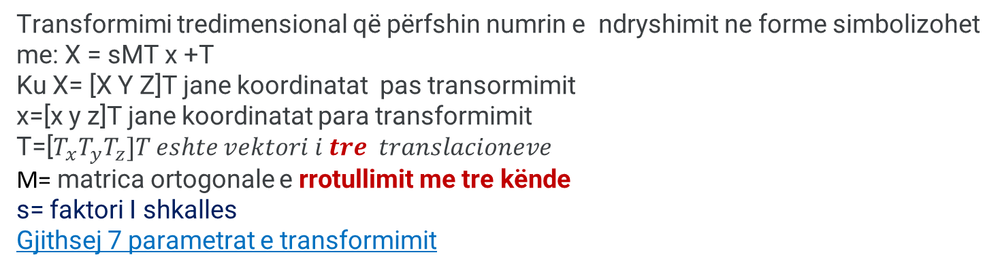 Transformimi tredimensional që përfshin numrin e  ndryshimit ne forme simbolizohet
me: X = sMT x +T
Ku X= [X Y Z]T jane koordinatat  pas transormimit
x=[x y z]T jane koordinatat para transformimit
T=[TₓTᵧT_z]T eshte vektori i tre  translacioneve
M= matrica ortogonale e rrotullimit me tre kënde
s= faktori I shkalles
Gjithsej 7 parametrat e transformimit